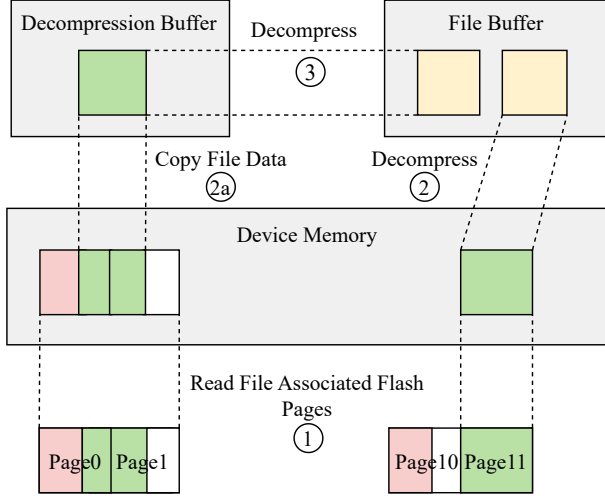 Decompression Buffer
File Buffer
Decompress
3
Copy File Data
2a
Decompress
2
Device Memory
Read File Associated Flash
Pages
1
Page0
Page1
Page10
Page11